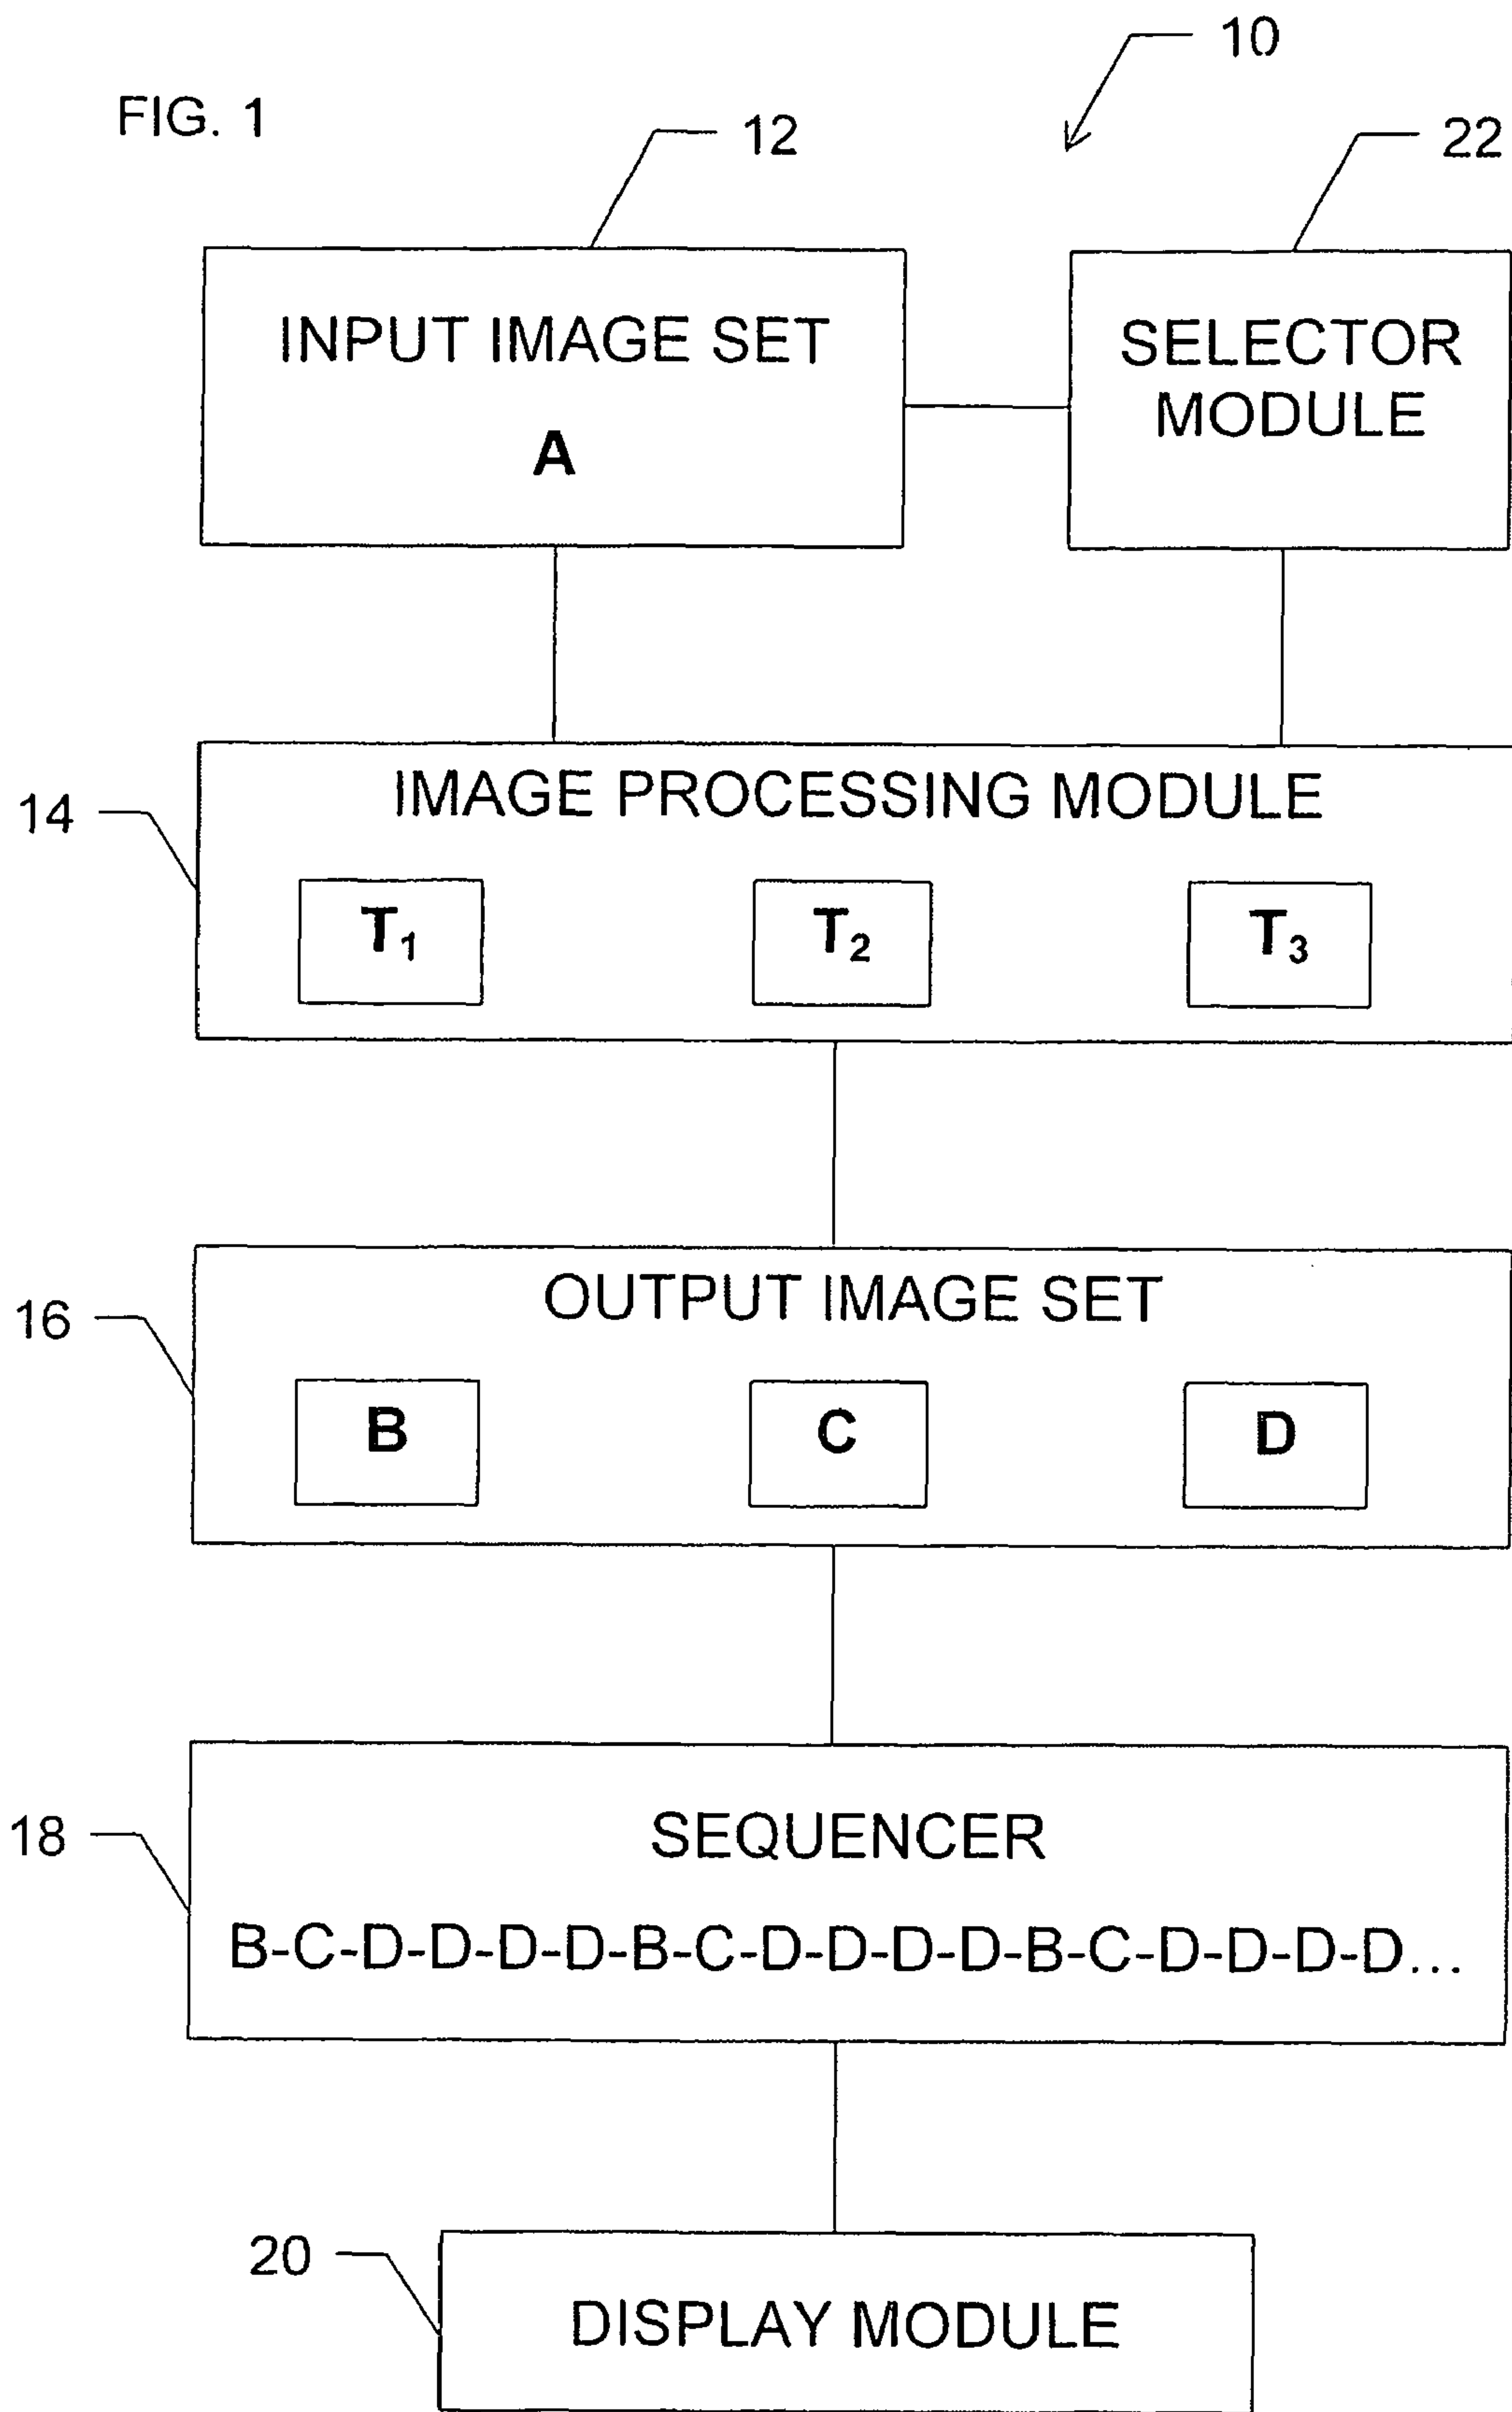 10
FIG. 1
12
22
INPUT IMAGE SET
A
SELECTOR
MODULE
14
IMAGE PROCESSING MODULE
T₁ T₂ T₃
16
OUTPUT IMAGE SET
B C D
18
SEQUENCER
B-C-D-D-D-D-B-C-D-D-D-D-B-C-D-D-D-D...
20
DISPLAY MODULE